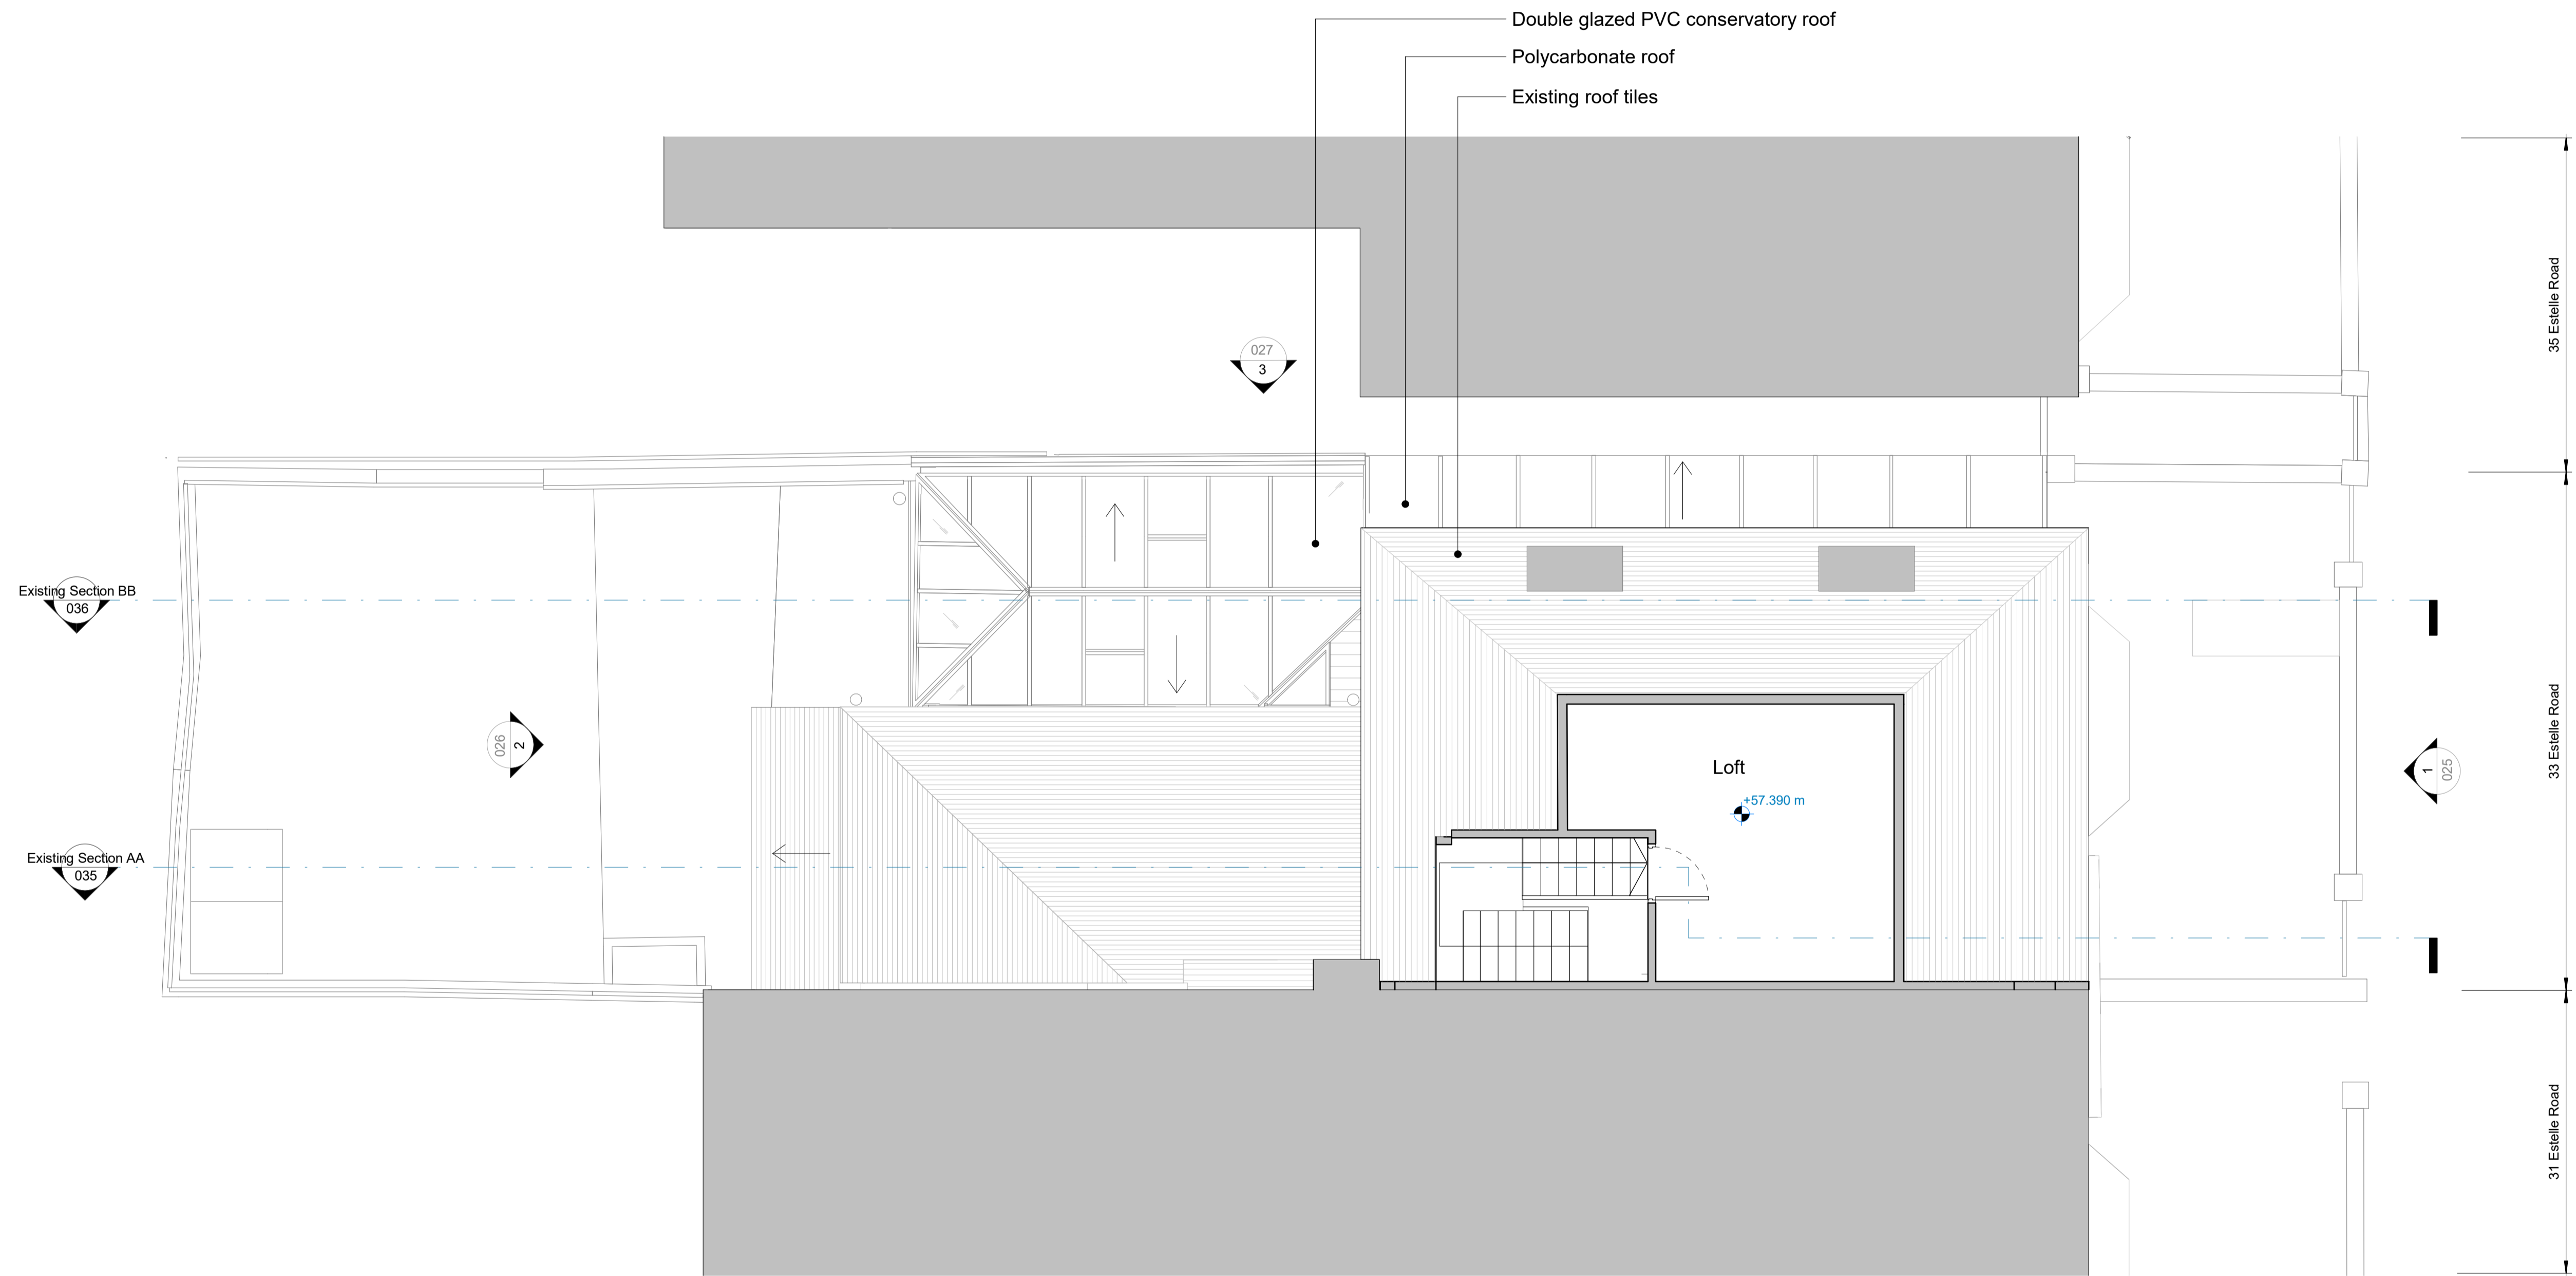 Double glazed PVC conservatory roof
Polycarbonate roof
Existing roof tiles
35 Estelle Road
027
3
Existing Section BB
036
33 Estelle Road
026
2
Loft
+57.390 m
1
025
Existing Section AA
035
31 Estelle Road